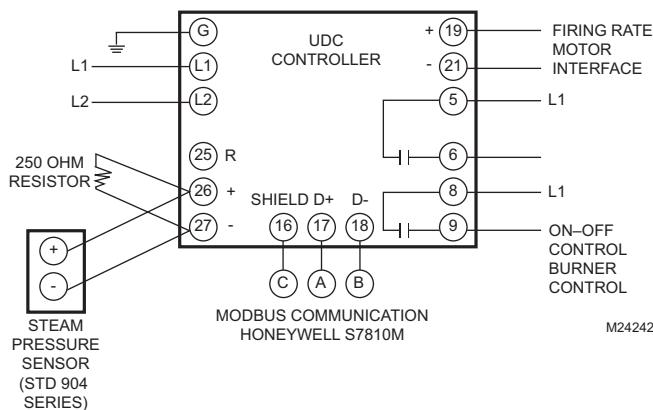 G
UDC
CONTROLLER
+ 19
FIRING RATE
MOTOR
INTERFACE
L1
L1
- 21
L2
L2
5
L1
25 R
6
250 OHM
RESISTOR
26 +
8
L1
SHIELD D+ D-
27 -
16
17
18
9
ON–OFF
CONTROL
BURNER
CONTROL
+
-
C
A
B
MODBUS COMMUNICATION
HONEYWELL S7810M
STEAM
PRESSURE
SENSOR
(STD 904
SERIES)
M24242